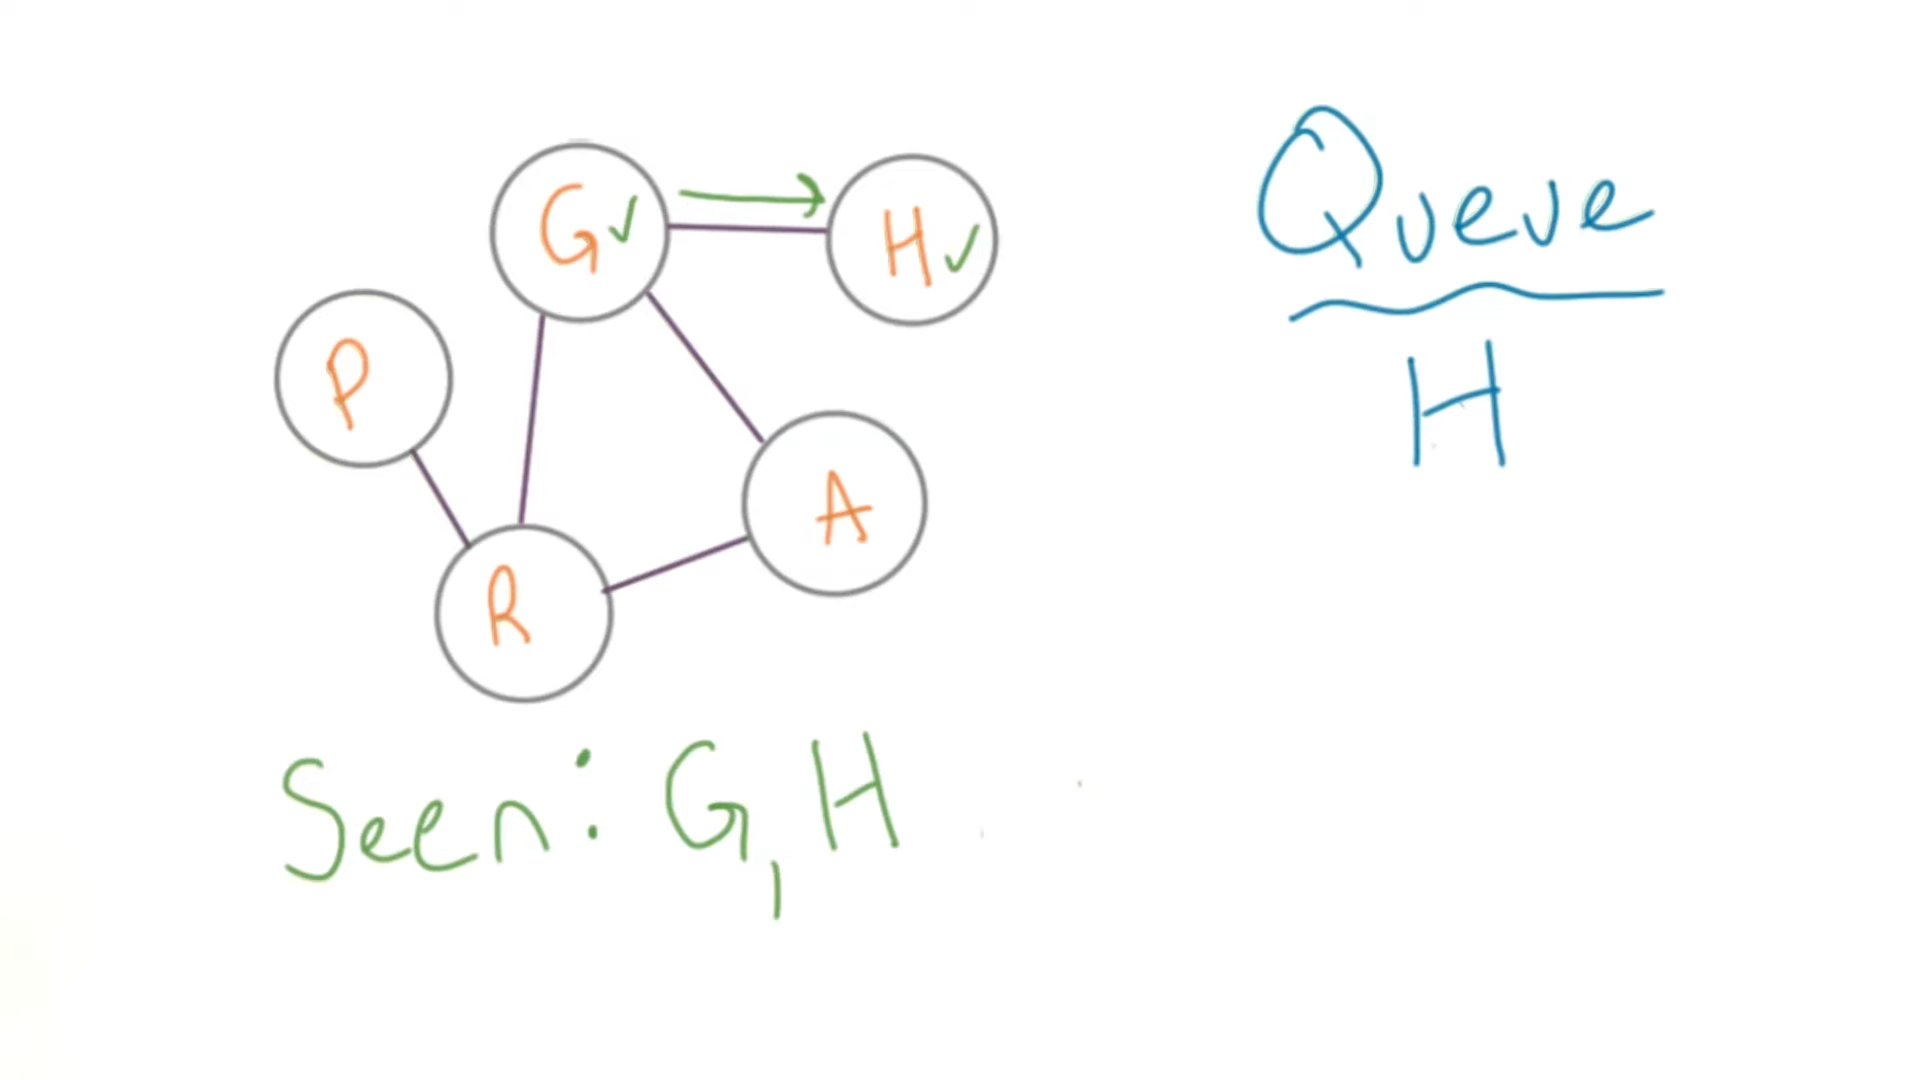 G✓
H✓
P
A
R
Queue
H
Seen: G, H